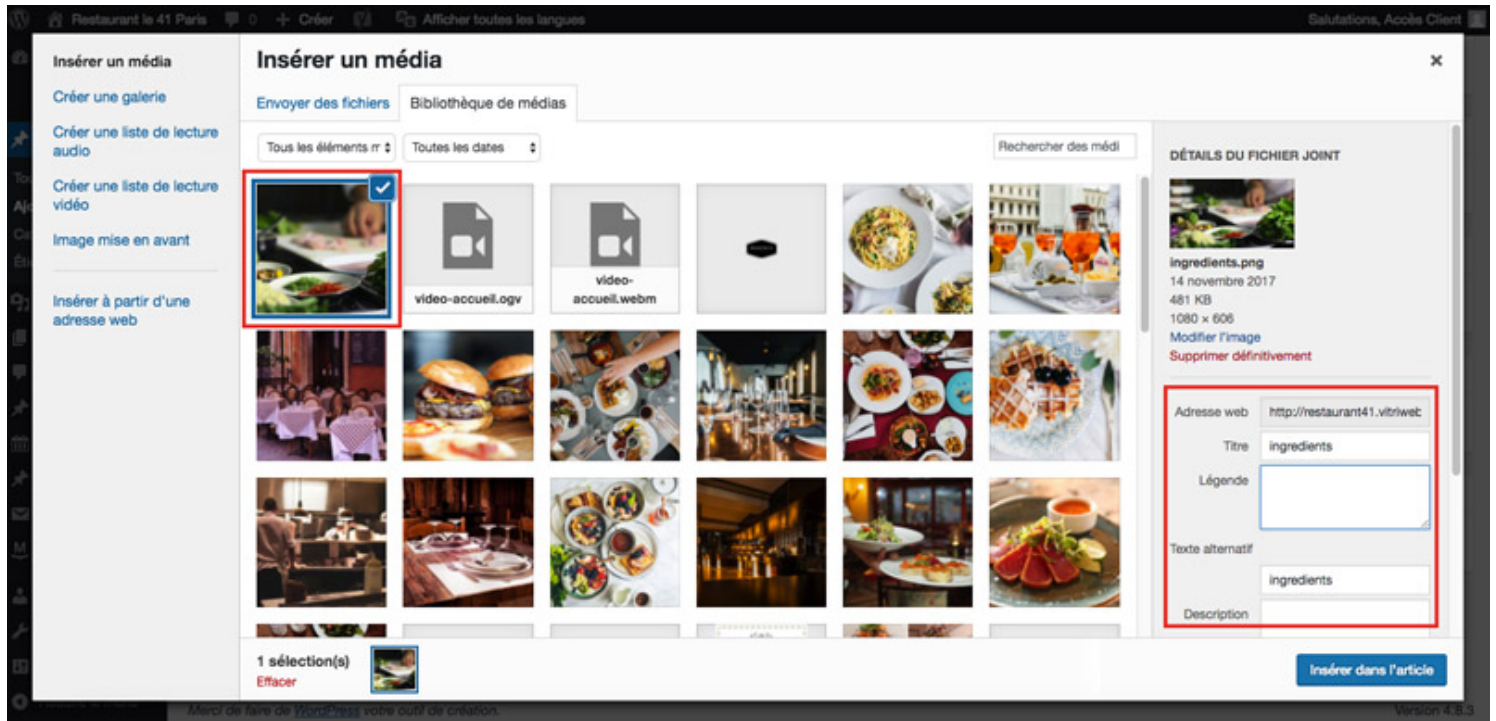 Restaurant le 41 Paris 0 + Créer Afficher toutes les langues Salutations, Accès Client
Insérer un média
Créer une galerie
Créer une liste de lecture
audio
Créer une liste de lecture
vidéo
Image mise en avant
Insérer à partir d'une
adresse web
Insérer un média
Envoyer des fichiers Bibliothèque de médias
Tous les éléments m Toutes les dates Rechercher des médi
video-accueil.ogv
video-
accueil.webm
DÉTAILS DU FICHIER JOINT
ingredients.png
14 novembre 2017
481 KB
1080 × 606
Modifier l'image
Supprimer définitivement
Adresse web http://restaurant41.vitriweb
Titre ingredients
Légende
Texte alternatif
ingredients
Description
1 sélection(s)
Effacer
Insérer dans l'article
Merci de faire de WordPress votre outil de création. Version 4.8.3